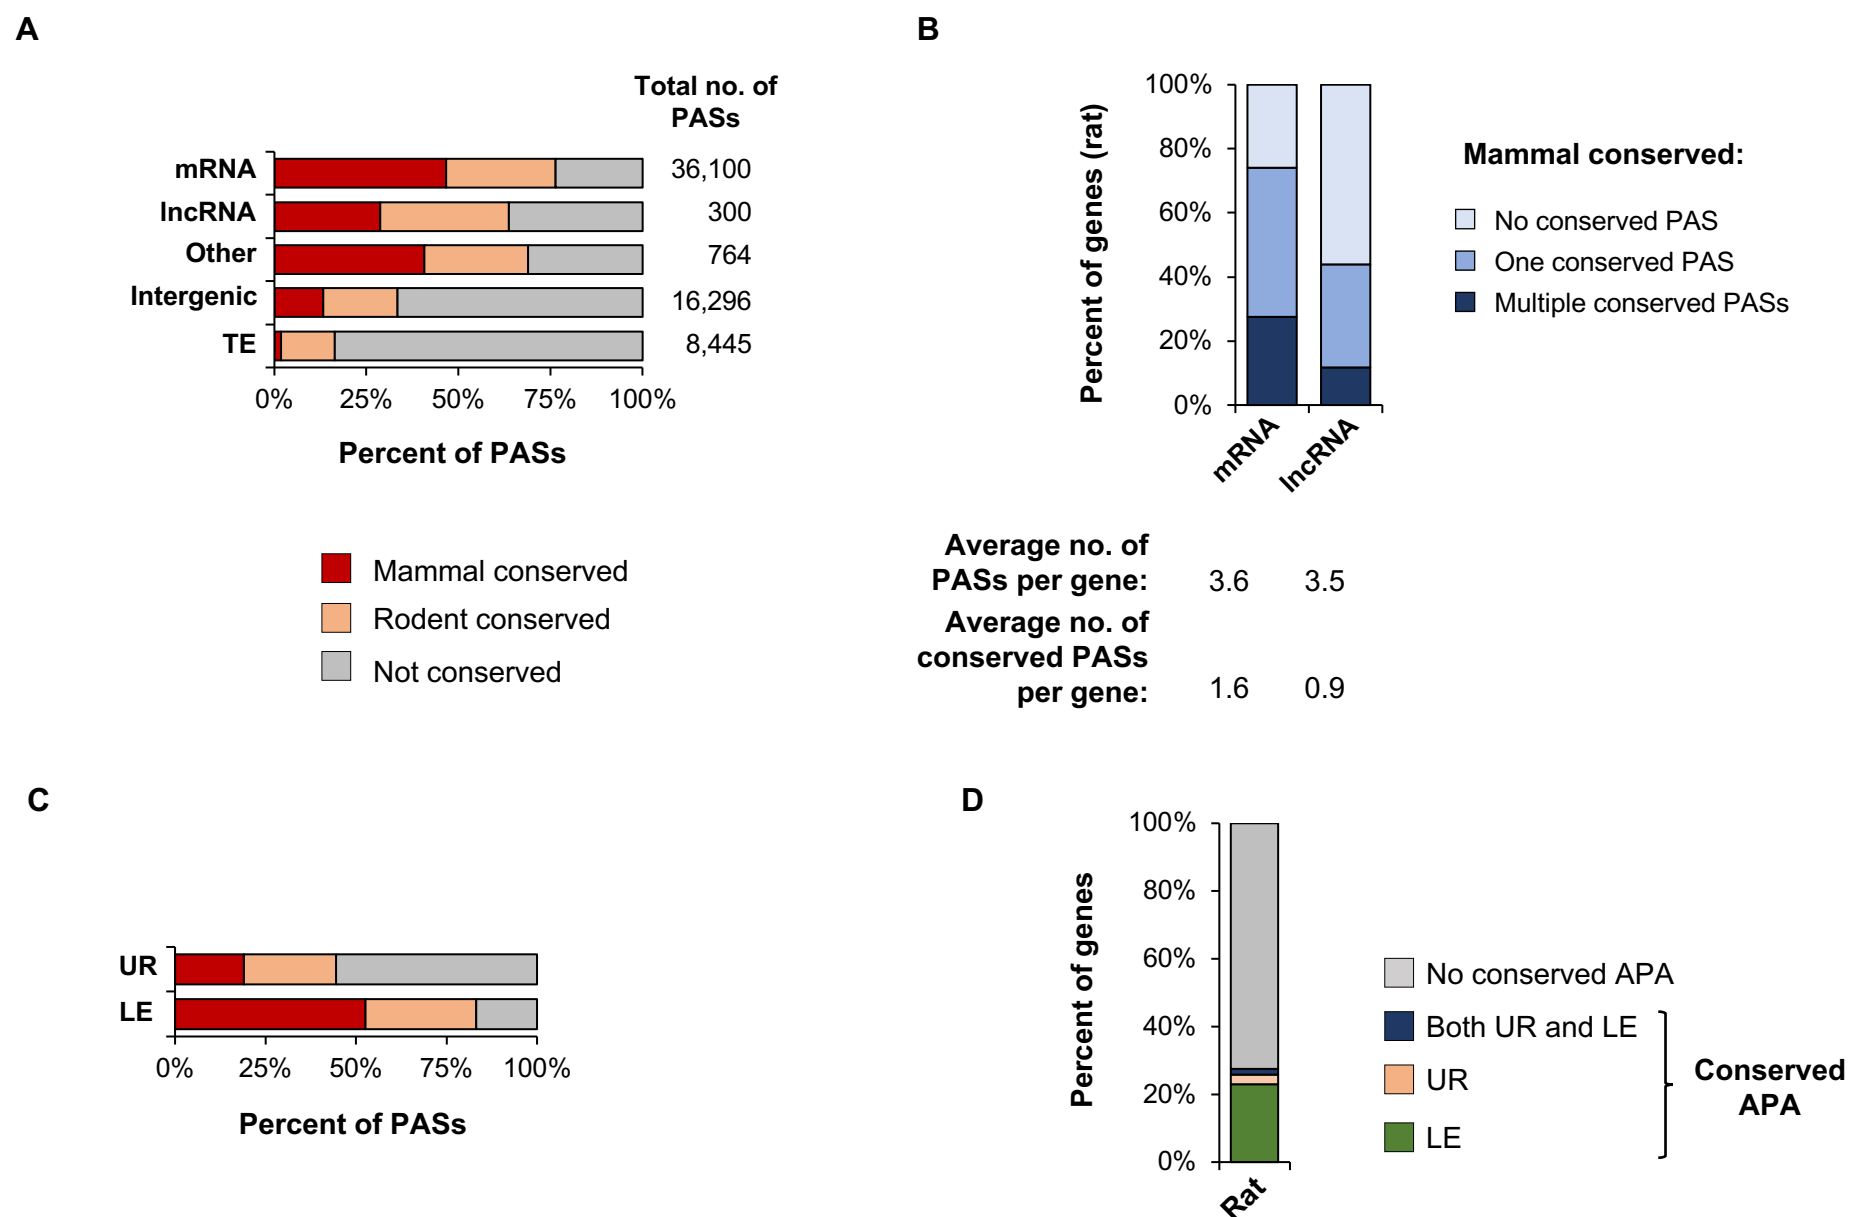 A
Total no. of
PASs
mRNA
36,100
lncRNA
300
Other
764
Intergenic
16,296
TE
8,445
0% 25% 50% 75% 100%
Percent of PASs
Mammal conserved
Rodent conserved
Not conserved
B
Percent of genes (rat)
100%
80%
60%
40%
20%
0%
mRNA
lncRNA
Mammal conserved:
No conserved PAS
One conserved PAS
Multiple conserved PASs
Average no. of
PASs per gene: 3.6 3.5
Average no. of
conserved PASs
per gene: 1.6 0.9
C
UR
LE
0% 25% 50% 75% 100%
Percent of PASs
D
Percent of genes
100%
80%
60%
40%
20%
0%
Rat
No conserved APA
Both UR and LE
UR
LE
Conserved
APA